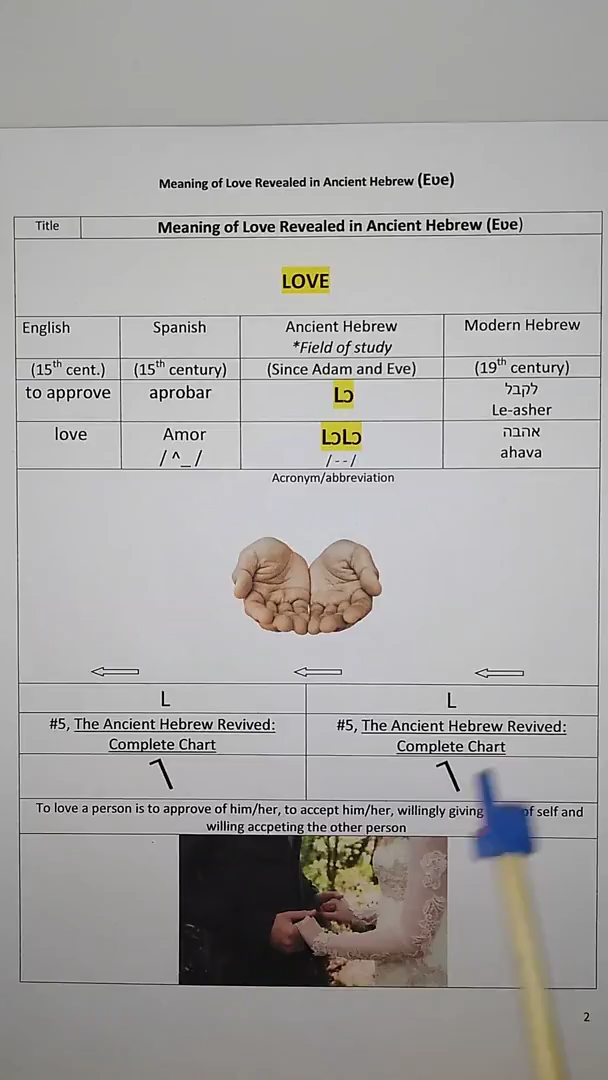 Meaning of Love Revealed in Ancient Hebrew (Eʋe)
Title
Meaning of Love Revealed in Ancient Hebrew (Eʋe)
LOVE
English
Spanish
Ancient Hebrew
*Field of study
Modern Hebrew
(15th cent.)
(15th century)
(Since Adam and Eve)
(19th century)
to approve
aprobar
Lɔ
לקבל
Le-asher
love
Amor
/ ^_ /
LɔLɔ
/ - - /
אהבה
ahava
Acronym/abbreviation
L
L
#5, The Ancient Hebrew Revived:
Complete Chart
#5, The Ancient Hebrew Revived:
Complete Chart
To love a person is to approve of him/her, to accept him/her, willingly giving of self and
willing accpeting the other person
2